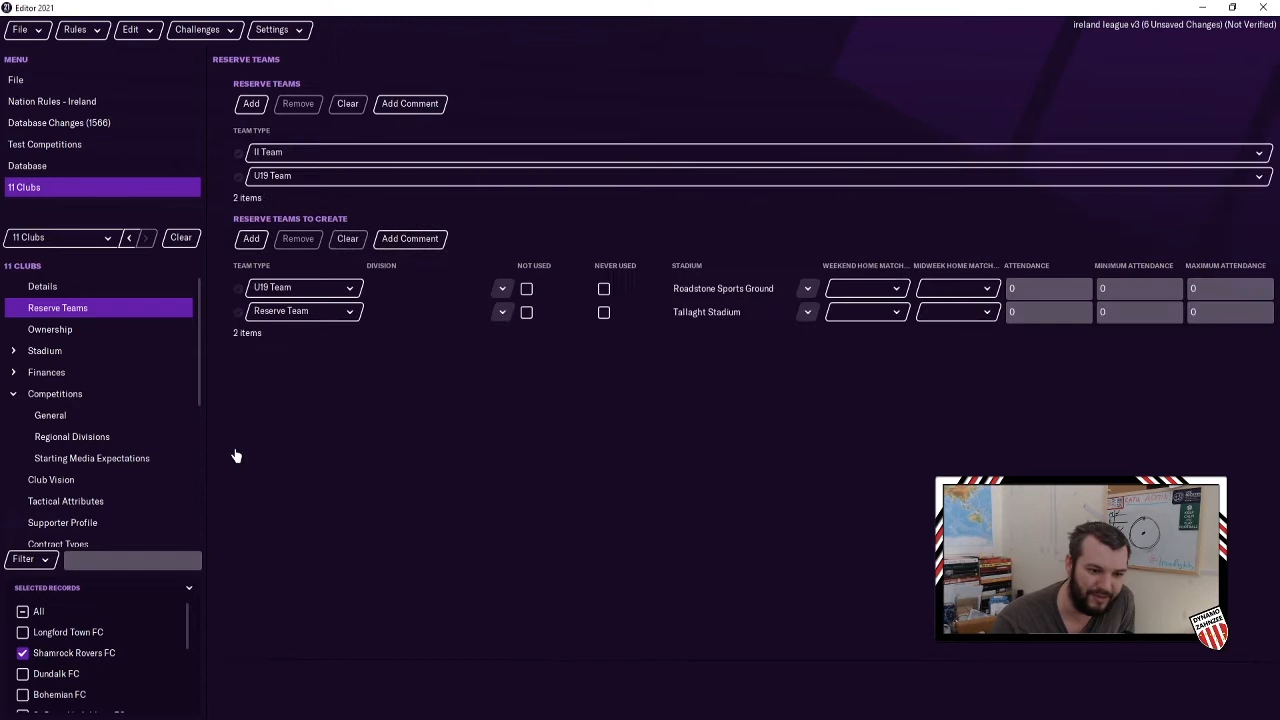 Editor 2021
File Rules Edit Challenges Settings
ireland league v3 (6 Unsaved Changes) (Not Verified)
MENU
File
Nation Rules - Ireland
Database Changes (1566)
Test Competitions
Database
11 Clubs
11 Clubs Clear
11 CLUBS
Details
Reserve Teams
Ownership
Stadium
Finances
Competitions
General
Regional Divisions
Starting Media Expectations
Club Vision
Tactical Attributes
Supporter Profile
Contract Types
Filter
SELECTED RECORDS
All
Longford Town FC
Shamrock Rovers FC
Dundalk FC
Bohemian FC
RESERVE TEAMS
RESERVE TEAMS
Add Remove Clear Add Comment
TEAM TYPE
II Team
U19 Team
2 items
RESERVE TEAMS TO CREATE
Add Remove Clear Add Comment
TEAM TYPE DIVISION NOT USED NEVER USED STADIUM WEEKEND HOME MATCH... MIDWEEK HOME MATCH... ATTENDANCE MINIMUM ATTENDANCE MAXIMUM ATTENDANCE
U19 Team Roadstone Sports Ground 0 0 0
Reserve Team Tallaght Stadium 0 0 0
2 items
DYNAMO
ZAHNZEE